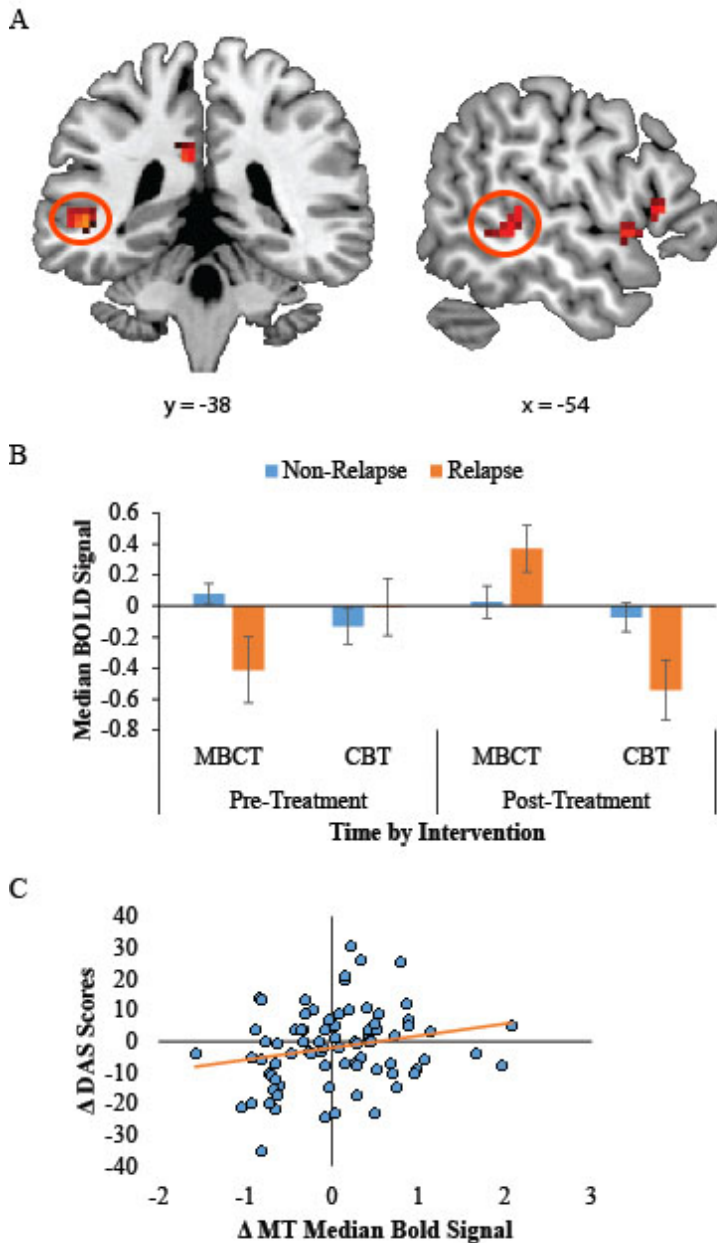 A
y = -38 x = -54
B
Non-Relapse Relapse
Median BOLD Signal
0.6
0.4
0.2
0
-0.2
-0.4
-0.6
-0.8
MBCT CBT MBCT CBT
Pre-Treatment Post-Treatment
Time by Intervention
C
Δ DAS Scores
40
30
20
10
0
-10
-20
-30
-40
-2 -1 0 1 2 3
Δ MT Median Bold Signal